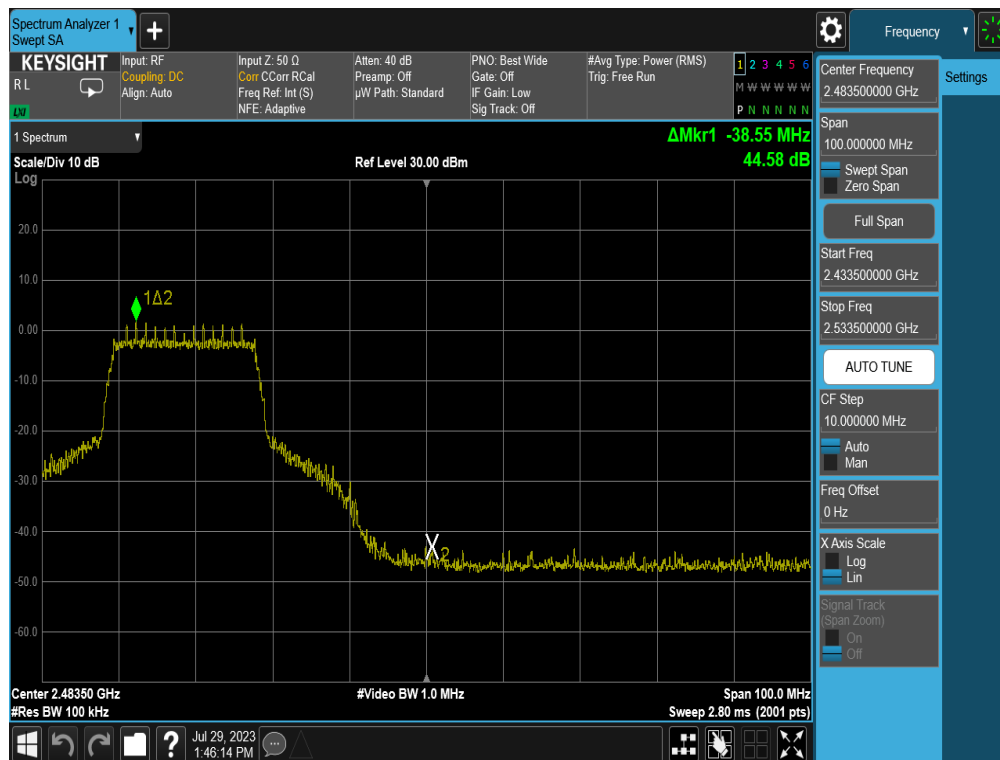 Spectrum Analyzer 1
Swept SA
Frequency
KEYSIGHT
R L
LXI
Input: RF
Coupling: DC
Align: Auto
Input Z: 50 Ω
Corr CCorr RCal
Freq Ref: Int (S)
NFE: Adaptive
Atten: 40 dB
Preamp: Off
µW Path: Standard
PNO: Best Wide
Gate: Off
IF Gain: Low
Sig Track: Off
#Avg Type: Power (RMS)
Trig: Free Run
1 2 3 4 5 6
M W W W W W
P N N N N N
1 Spectrum
Scale/Div 10 dB
Log
Ref Level 30.00 dBm
ΔMkr1 -38.55 MHz
44.58 dB
20.0
10.0
0.00
-10.0
-20.0
-30.0
-40.0
-50.0
-60.0
1Δ2
X2
Center 2.48350 GHz
#Res BW 100 kHz
#Video BW 1.0 MHz
Span 100.0 MHz
Sweep 2.80 ms (2001 pts)
Jul 29, 2023
1:46:14 PM
Center Frequency
2.483500000 GHz
Settings
Span
100.000000 MHz
Swept Span
Zero Span
Full Span
Start Freq
2.433500000 GHz
Stop Freq
2.533500000 GHz
AUTO TUNE
CF Step
10.000000 MHz
Auto
Man
Freq Offset
0 Hz
X Axis Scale
Log
Lin
Signal Track
(Span Zoom)
On
Off